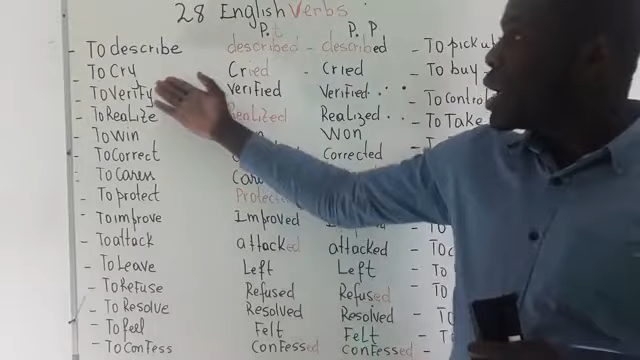 28 English Verbs
P.t P.P
- To describe described - described - To pick up
- To Cry Cried - Cried - To buy
- To Verify Verified Verified - To Control
- To Realize Realized Realized - To Take
- To Win Won
- To Correct Corrected
- To Caress
- To protect
- To improve Improved Improved
- To attack attacked attacked
- To Leave Left Left
- To Refuse Refused Refused
- To Resolve Resolved Resolved
- To feel Felt Felt
- To Confess Confessed Confessed